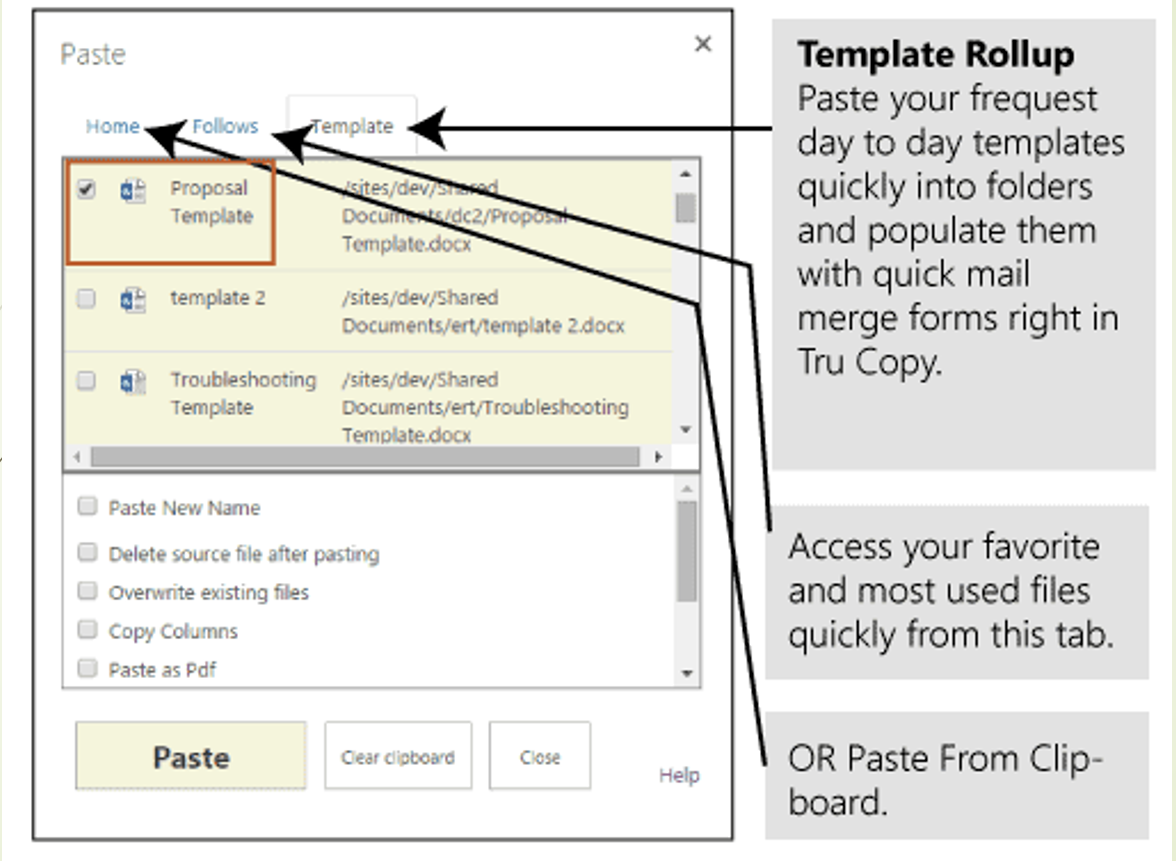 Paste
Home
Follows
Template
Proposal
Template
/sites/dev/Shared
Documents/dc2/Proposal
Template.docx
template 2
/sites/dev/Shared
Documents/ert/template 2.docx
Troubleshooting
Template
/sites/dev/Shared
Documents/ert/Troubleshooting
Template.docx
Paste New Name
Delete source file after pasting
Overwrite existing files
Copy Columns
Paste as Pdf
Paste
Clear clipboard
Close
Help
Template Rollup
Paste your frequest
day to day templates
quickly into folders
and populate them
with quick mail
merge forms right in
Tru Copy.
Access your favorite
and most used files
quickly from this tab.
OR Paste From Clip-
board.